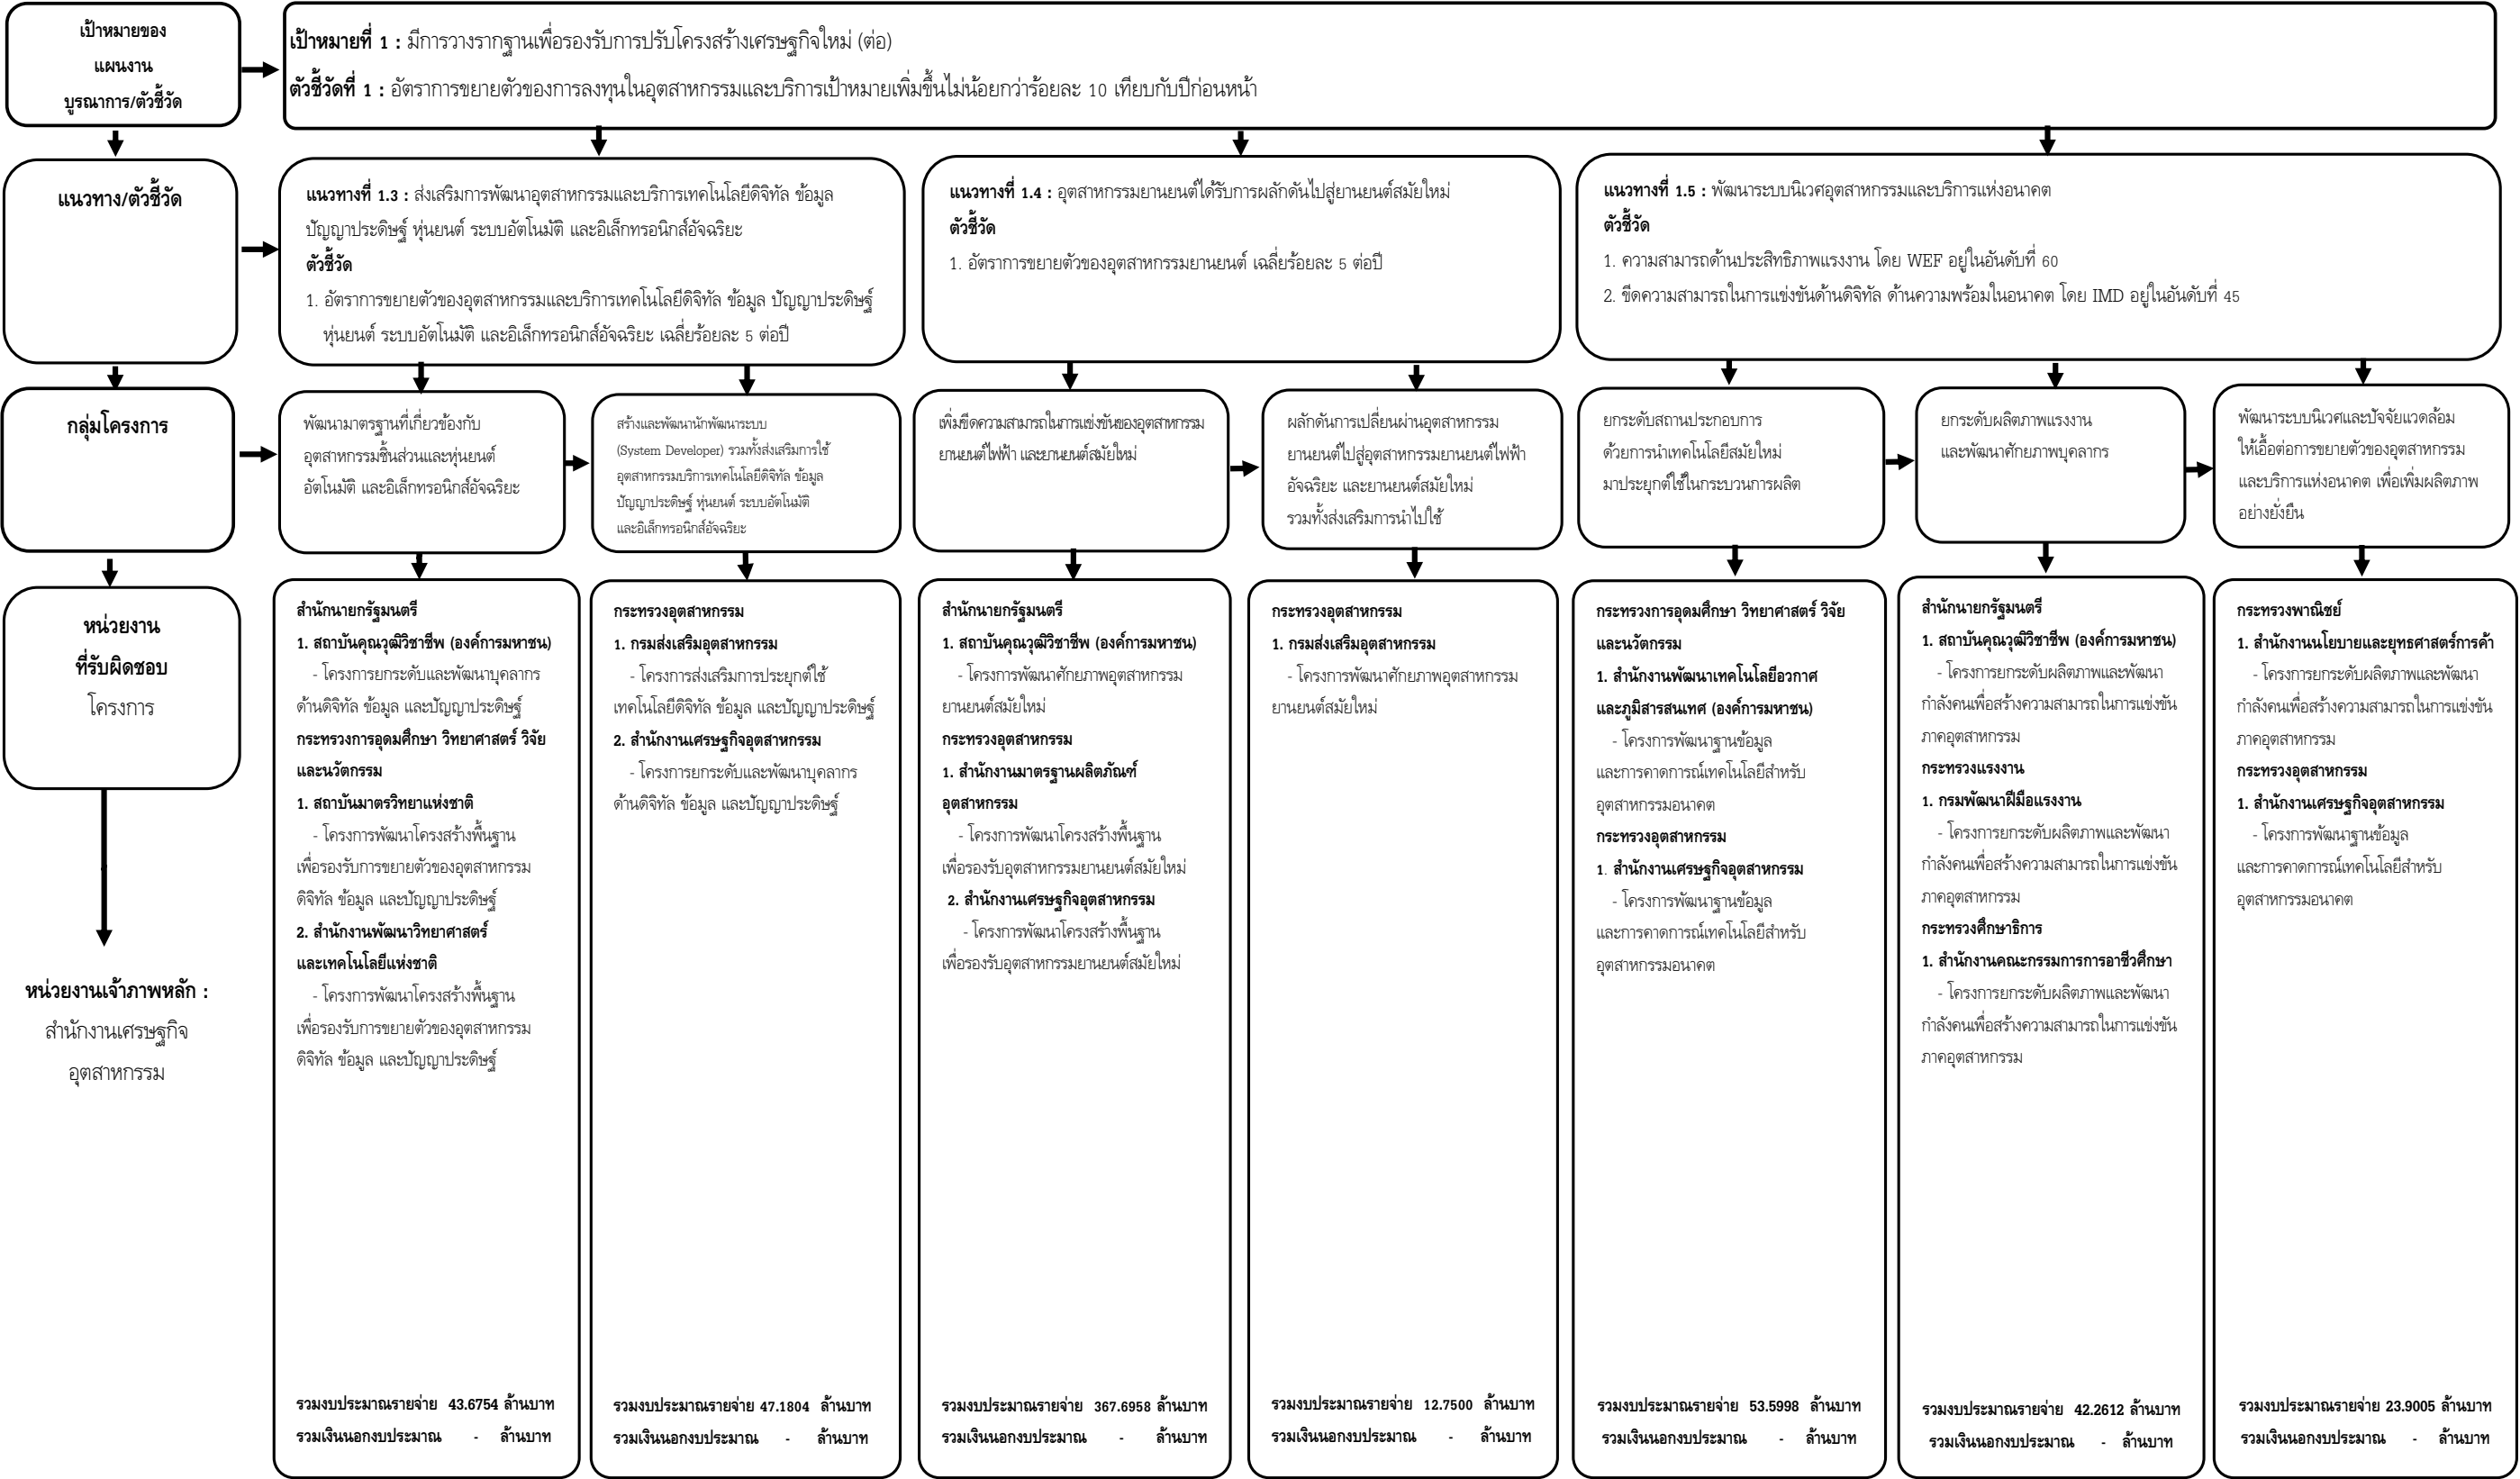 เป้าหมายของ
แผนงาน
บูรณาการ/ตัวชี้วัด
เป้าหมายที่ 1 : มีการวางรากฐานเพื่อรองรับการปรับโครงสร้างเศรษฐกิจใหม่ (ต่อ)
ตัวชี้วัดที่ 1 : อัตราการขยายตัวของการลงทุนในอุตสาหกรรมและบริการเป้าหมายเพิ่มขึ้นไม่น้อยกว่าร้อยละ 10 เทียบกับปีก่อนหน้า
แนวทาง/ตัวชี้วัด
แนวทางที่ 1.3 : ส่งเสริมการพัฒนาอุตสาหกรรมและบริการเทคโนโลยีดิจิทัล ข้อมูล
ปัญญาประดิษฐ์ หุ่นยนต์ ระบบอัตโนมัติ และอิเล็กทรอนิกส์อัจฉริยะ
ตัวชี้วัด
1. อัตราการขยายตัวของอุตสาหกรรมและบริการเทคโนโลยีดิจิทัล ข้อมูล ปัญญาประดิษฐ์
หุ่นยนต์ ระบบอัตโนมัติ และอิเล็กทรอนิกส์อัจฉริยะ เฉลี่ยร้อยละ 5 ต่อปี
แนวทางที่ 1.4 : อุตสาหกรรมยานยนต์ได้รับการผลักดันไปสู่ยานยนต์สมัยใหม่
ตัวชี้วัด
1. อัตราการขยายตัวของอุตสาหกรรมยานยนต์ เฉลี่ยร้อยละ 5 ต่อปี
แนวทางที่ 1.5 : พัฒนาระบบนิเวศอุตสาหกรรมและบริการแห่งอนาคต
ตัวชี้วัด
1. ความสามารถด้านประสิทธิภาพแรงงาน โดย WEF อยู่ในอันดับที่ 60
2. ขีดความสามารถในการแข่งขันด้านดิจิทัล ด้านความพร้อมในอนาคต โดย IMD อยู่ในอันดับที่ 45
กลุ่มโครงการ
พัฒนามาตรฐานที่เกี่ยวข้องกับ
อุตสาหกรรมชิ้นส่วนและหุ่นยนต์
อัตโนมัติ และอิเล็กทรอนิกส์อัจฉริยะ
สร้างและพัฒนานักพัฒนาระบบ
(System Developer) รวมทั้งส่งเสริมการใช้
อุตสาหกรรมบริการเทคโนโลยีดิจิทัล ข้อมูล
ปัญญาประดิษฐ์ หุ่นยนต์ ระบบอัตโนมัติ
และอิเล็กทรอนิกส์อัจฉริยะ
เพิ่มขีดความสามารถในการแข่งขันของอุตสาหกรรม
ยานยนต์ไฟฟ้า และยานยนต์สมัยใหม่
ผลักดันการเปลี่ยนผ่านอุตสาหกรรม
ยานยนต์ไปสู่อุตสาหกรรมยานยนต์ไฟฟ้า
อัจฉริยะ และยานยนต์สมัยใหม่
รวมทั้งส่งเสริมการนำไปใช้
ยกระดับสถานประกอบการ
ด้วยการนำเทคโนโลยีสมัยใหม่
มาประยุกต์ใช้ในกระบวนการผลิต
ยกระดับผลิตภาพแรงงาน
และพัฒนาศักยภาพบุคลากร
พัฒนาระบบนิเวศและปัจจัยแวดล้อม
ให้เอื้อต่อการขยายตัวของอุตสาหกรรม
และบริการแห่งอนาคต เพื่อเพิ่มผลิตภาพ
อย่างยั่งยืน
หน่วยงาน
ที่รับผิดชอบ
โครงการ
หน่วยงานเจ้าภาพหลัก :
สำนักงานเศรษฐกิจ
อุตสาหกรรม
สำนักนายกรัฐมนตรี
1. สถาบันคุณวุฒิวิชาชีพ (องค์การมหาชน)
- โครงการยกระดับและพัฒนาบุคลากร
ด้านดิจิทัล ข้อมูล และปัญญาประดิษฐ์
กระทรวงการอุดมศึกษา วิทยาศาสตร์ วิจัย
และนวัตกรรม
1. สถาบันมาตรวิทยาแห่งชาติ
- โครงการพัฒนาโครงสร้างพื้นฐาน
เพื่อรองรับการขยายตัวของอุตสาหกรรม
ดิจิทัล ข้อมูล และปัญญาประดิษฐ์
2. สำนักงานพัฒนาวิทยาศาสตร์
และเทคโนโลยีแห่งชาติ
- โครงการพัฒนาโครงสร้างพื้นฐาน
เพื่อรองรับการขยายตัวของอุตสาหกรรม
ดิจิทัล ข้อมูล และปัญญาประดิษฐ์
รวมงบประมาณรายจ่าย 43.6754 ล้านบาท
รวมเงินนอกงบประมาณ - ล้านบาท
กระทรวงอุตสาหกรรม
1. กรมส่งเสริมอุตสาหกรรม
- โครงการส่งเสริมการประยุกต์ใช้
เทคโนโลยีดิจิทัล ข้อมูล และปัญญาประดิษฐ์
2. สำนักงานเศรษฐกิจอุตสาหกรรม
- โครงการยกระดับและพัฒนาบุคลากร
ด้านดิจิทัล ข้อมูล และปัญญาประดิษฐ์
รวมงบประมาณรายจ่าย 47.1804 ล้านบาท
รวมเงินนอกงบประมาณ - ล้านบาท
สำนักนายกรัฐมนตรี
1. สถาบันคุณวุฒิวิชาชีพ (องค์การมหาชน)
- โครงการพัฒนาศักยภาพอุตสาหกรรม
ยานยนต์สมัยใหม่
กระทรวงอุตสาหกรรม
1. สำนักงานมาตรฐานผลิตภัณฑ์
อุตสาหกรรม
- โครงการพัฒนาโครงสร้างพื้นฐาน
เพื่อรองรับอุตสาหกรรมยานยนต์สมัยใหม่
2. สำนักงานเศรษฐกิจอุตสาหกรรม
- โครงการพัฒนาโครงสร้างพื้นฐาน
เพื่อรองรับอุตสาหกรรมยานยนต์สมัยใหม่
รวมงบประมาณรายจ่าย 367.6958 ล้านบาท
รวมเงินนอกงบประมาณ - ล้านบาท
กระทรวงอุตสาหกรรม
1. กรมส่งเสริมอุตสาหกรรม
- โครงการพัฒนาศักยภาพอุตสาหกรรม
ยานยนต์สมัยใหม่
รวมงบประมาณรายจ่าย 12.7500 ล้านบาท
รวมเงินนอกงบประมาณ - ล้านบาท
กระทรวงการอุดมศึกษา วิทยาศาสตร์ วิจัย
และนวัตกรรม
1. สำนักงานพัฒนาเทคโนโลยีอวกาศ
และภูมิสารสนเทศ (องค์การมหาชน)
- โครงการพัฒนาฐานข้อมูล
และการคาดการณ์เทคโนโลยีสำหรับ
อุตสาหกรรมอนาคต
กระทรวงอุตสาหกรรม
1. สำนักงานเศรษฐกิจอุตสาหกรรม
- โครงการพัฒนาฐานข้อมูล
และการคาดการณ์เทคโนโลยีสำหรับ
อุตสาหกรรมอนาคต
รวมงบประมาณรายจ่าย 53.5998 ล้านบาท
รวมเงินนอกงบประมาณ - ล้านบาท
สำนักนายกรัฐมนตรี
1. สถาบันคุณวุฒิวิชาชีพ (องค์การมหาชน)
- โครงการยกระดับผลิตภาพและพัฒนา
กำลังคนเพื่อสร้างความสามารถในการแข่งขัน
ภาคอุตสาหกรรม
กระทรวงแรงงาน
1. กรมพัฒนาฝีมือแรงงาน
- โครงการยกระดับผลิตภาพและพัฒนา
กำลังคนเพื่อสร้างความสามารถในการแข่งขัน
ภาคอุตสาหกรรม
กระทรวงศึกษาธิการ
1. สำนักงานคณะกรรมการการอาชีวศึกษา
- โครงการยกระดับผลิตภาพและพัฒนา
กำลังคนเพื่อสร้างความสามารถในการแข่งขัน
ภาคอุตสาหกรรม
รวมงบประมาณรายจ่าย 42.2612 ล้านบาท
รวมเงินนอกงบประมาณ - ล้านบาท
กระทรวงพาณิชย์
1. สำนักงานนโยบายและยุทธศาสตร์การค้า
- โครงการยกระดับผลิตภาพและพัฒนา
กำลังคนเพื่อสร้างความสามารถในการแข่งขัน
ภาคอุตสาหกรรม
กระทรวงอุตสาหกรรม
1. สำนักงานเศรษฐกิจอุตสาหกรรม
- โครงการพัฒนาฐานข้อมูล
และการคาดการณ์เทคโนโลยีสำหรับ
อุตสาหกรรมอนาคต
รวมงบประมาณรายจ่าย 23.9005 ล้านบาท
รวมเงินนอกงบประมาณ - ล้านบาท